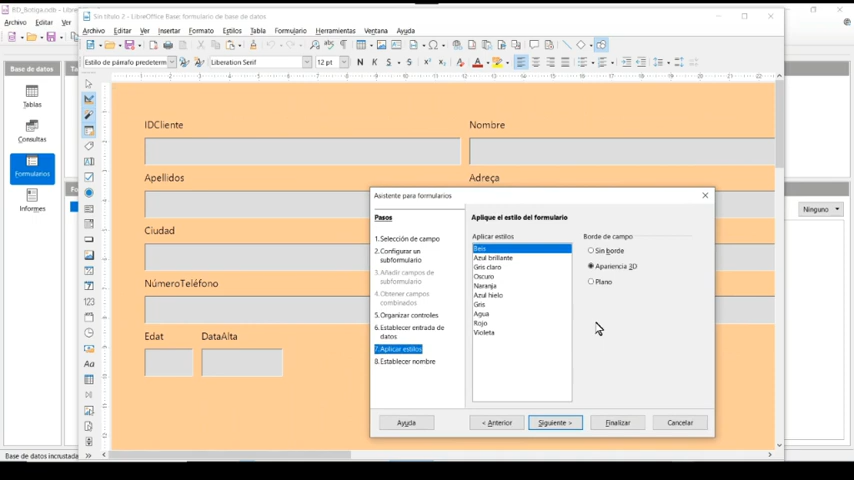 BD_Botiga.odb - Libre
Sin título 2 - LibreOffice Base: formulario de base de datos
Archivo Editar Ver
Archivo Editar Ver Insertar Formato Estilos Tabla Formulario Herramientas Ventana Ayuda
Estilo de párrafo predeterm Liberation Serif 12 pt
Base de datos
Tablas
Consultas
Formularios
Informes
Ninguno
IDCliente Nombre
Apellidos Adreça
Ciudad
NúmeroTeléfono
Edat DataAlta
Asistente para formularios
Pasos
1.Selección de campo
2.Configurar un
subformulario
3.Añadir campos de
subformulario
4.Obtener campos
combinados
5.Organizar controles
6.Establecer entrada de
datos
7.Aplicar estilos
8.Establecer nombre
Aplique el estilo del formulario
Aplicar estilos
Beis
Azul brillante
Gris claro
Oscuro
Naranja
Azul hielo
Gris
Agua
Rojo
Violeta
Borde de campo
Sin borde
Apariencia 3D
Plano
Ayuda < Anterior Siguiente > Finalizar Cancelar
Base de datos incrustada